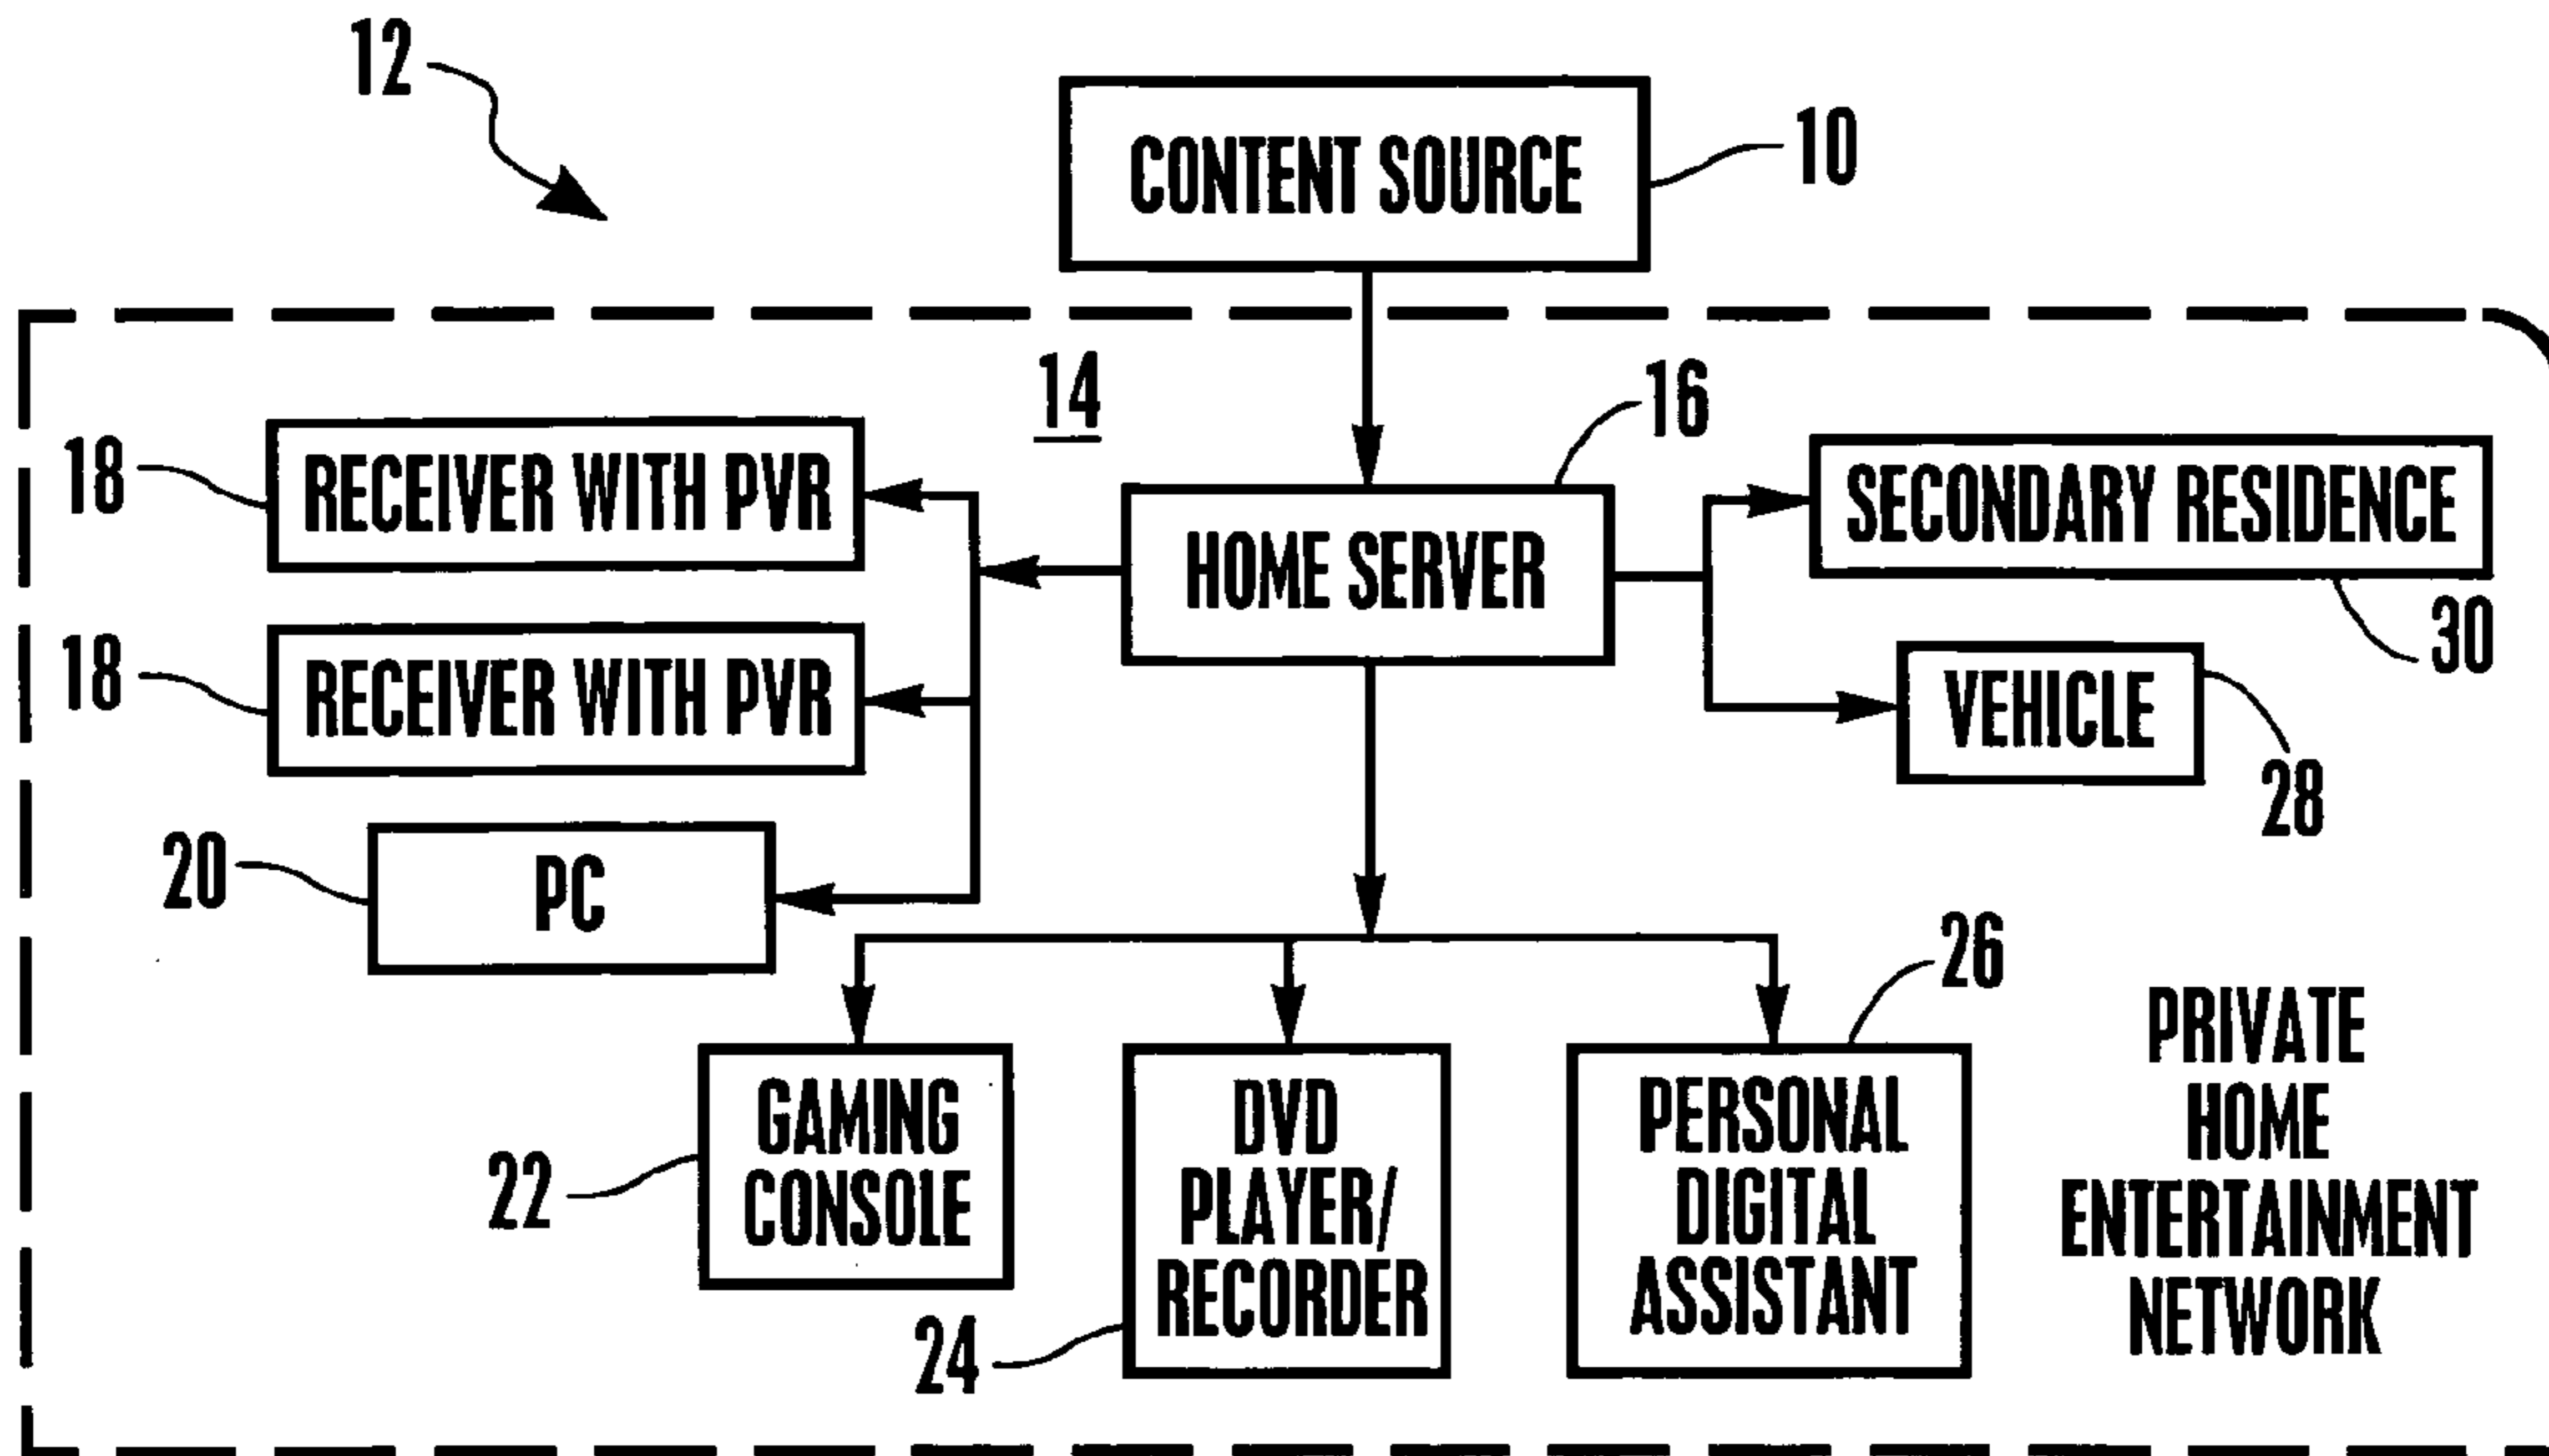 12
CONTENT SOURCE
10
14
16
18
RECEIVER WITH PVR
HOME SERVER
SECONDARY RESIDENCE
30
18
RECEIVER WITH PVR
VEHICLE
28
20
PC
26
GAMING
CONSOLE
22
DVD
PLAYER/
RECORDER
24
PERSONAL
DIGITAL
ASSISTANT
PRIVATE
HOME
ENTERTAINMENT
NETWORK